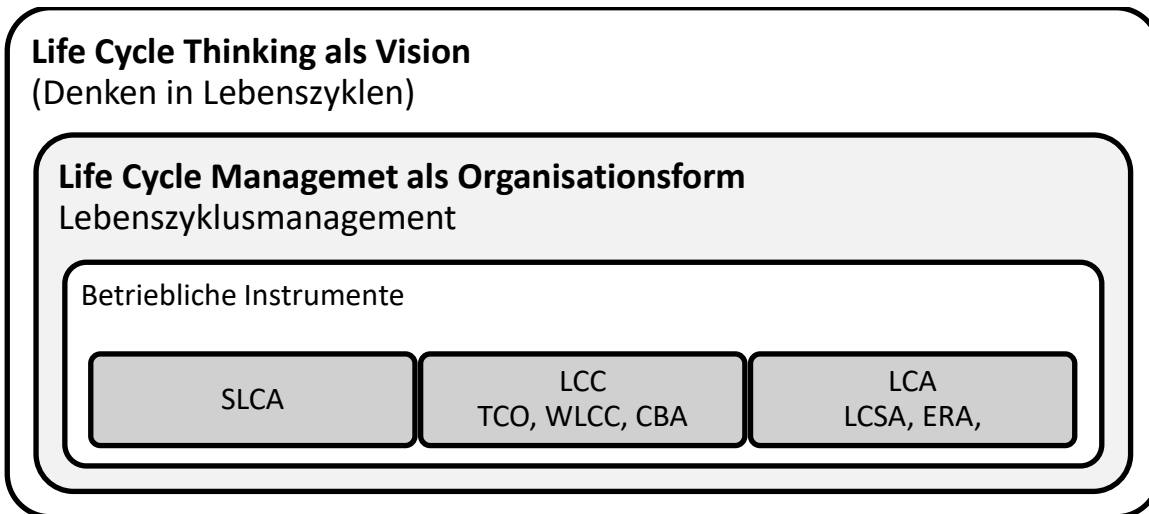 Life Cycle Thinking als Vision
(Denken in Lebenszyklen)
Life Cycle Managemet als Organisationsform
Lebenszyklusmanagement
Betriebliche Instrumente
SLCA
LCC
TCO, WLCC, CBA
LCA
LCSA, ERA,